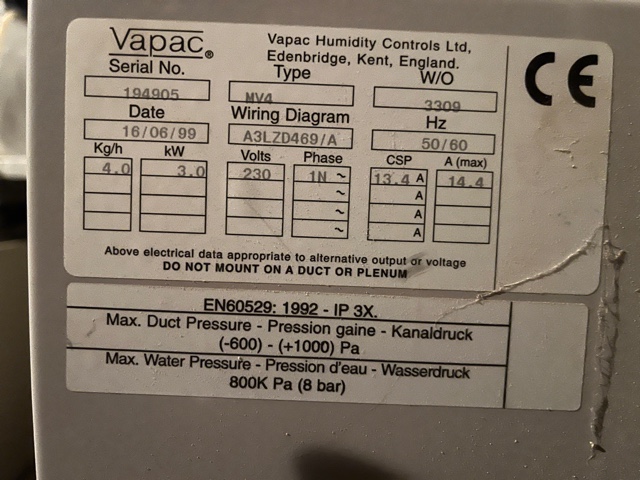 Vapac®
Vapac Humidity Controls Ltd,
Edenbridge, Kent, England.
Serial No. Type W/O
194905 MV4 3309
Date Wiring Diagram Hz
16/06/99 A3LZD469/A 50/60
Kg/h kW Volts Phase CSP A (max)
4.0 3.0 230 1N ~ 13.4 A 14.4
~ A
~ A
~ A
Above electrical data appropriate to alternative output or voltage
DO NOT MOUNT ON A DUCT OR PLENUM
CE
EN60529: 1992 - IP 3X.
Max. Duct Pressure - Pression gaine - Kanaldruck
(-600) - (+1000) Pa
Max. Water Pressure - Pression d'eau - Wasserdruck
800K Pa (8 bar)